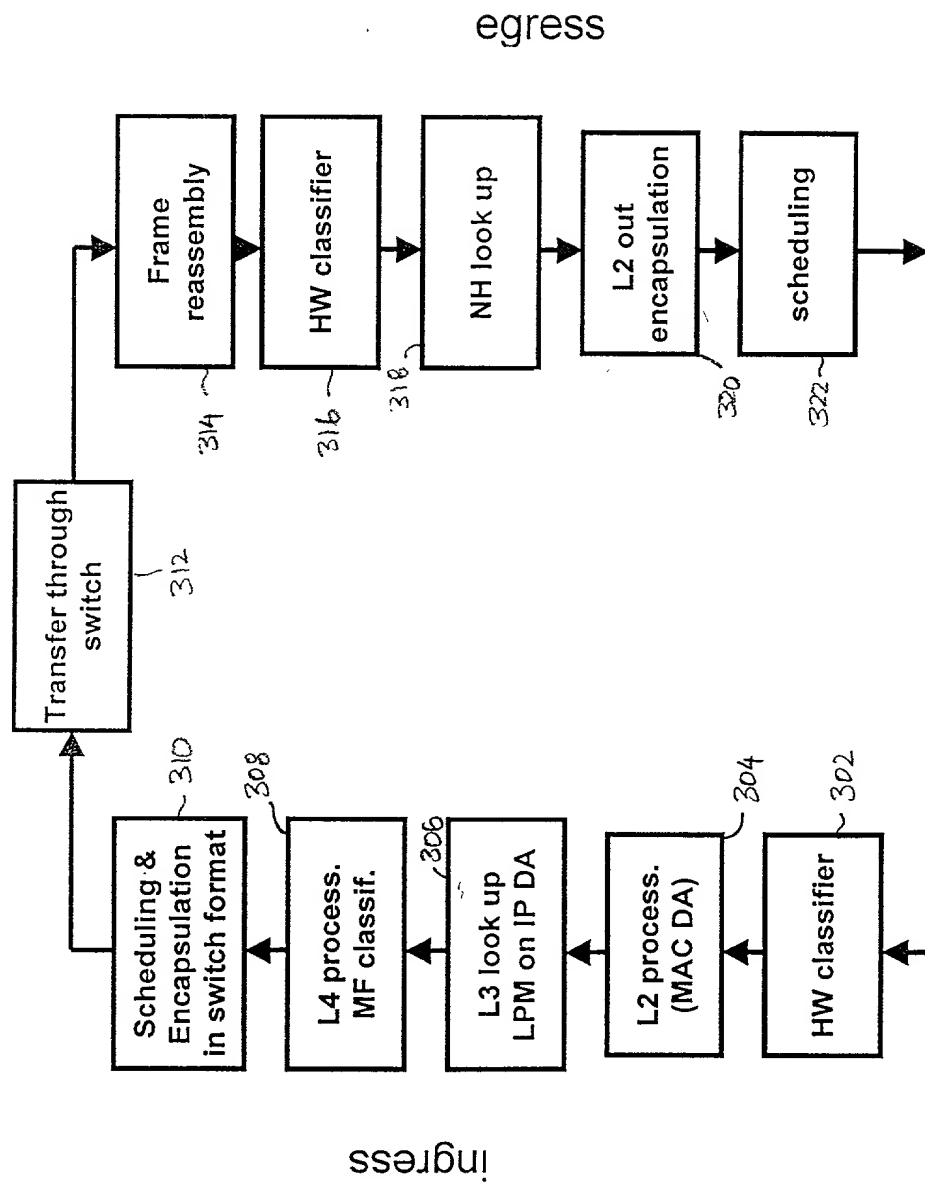 ingress
HW classifier
302
L2 process.
(MAC DA)
304
L3 look up
LPM on IP DA
306
L4 process.
MF classif.
308
Scheduling &
Encapsulation
in switch format
310
Transfer through
switch
312
egress
Frame
reassembly
314
HW classifier
316
NH look up
318
L2 out
encapsulation
320
scheduling
322